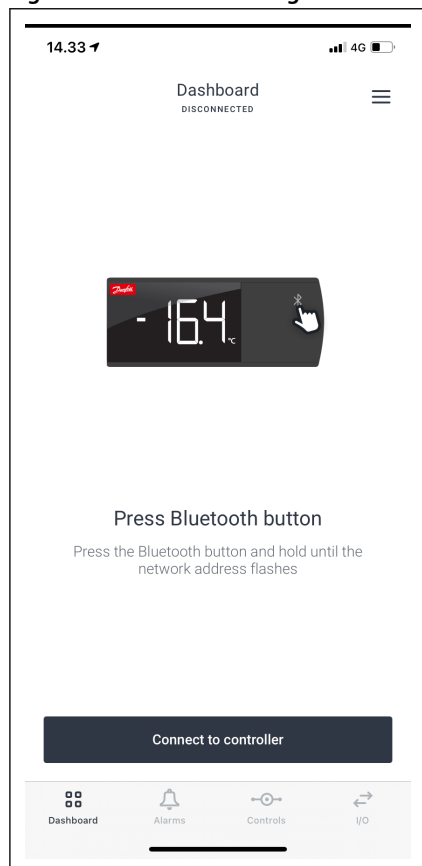 14.33
4G
Dashboard
DISCONNECTED
Danfoss
-16.4 °C
Press Bluetooth button
Press the Bluetooth button and hold until the
network address flashes
Connect to controller
Dashboard
Alarms
Controls
I/O